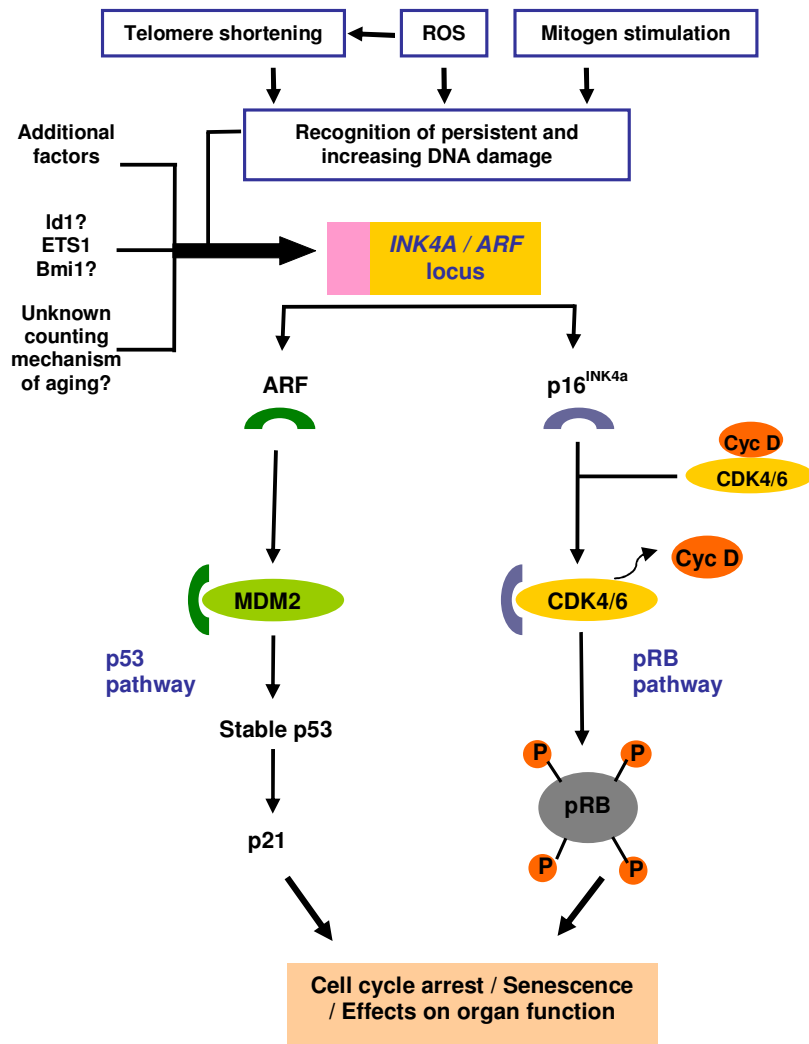 Telomere shortening
ROS
Mitogen stimulation
Recognition of persistent and
increasing DNA damage
Additional
factors
Id1?
ETS1
Bmi1?
Unknown
counting
mechanism
of aging?
INK4A / ARF
locus
ARF
p16INK4a
Cyc D
CDK4/6
Cyc D
MDM2
CDK4/6
p53
pathway
pRB
pathway
Stable p53
P
P
pRB
p21
P
P
Cell cycle arrest / Senescence
/ Effects on organ function